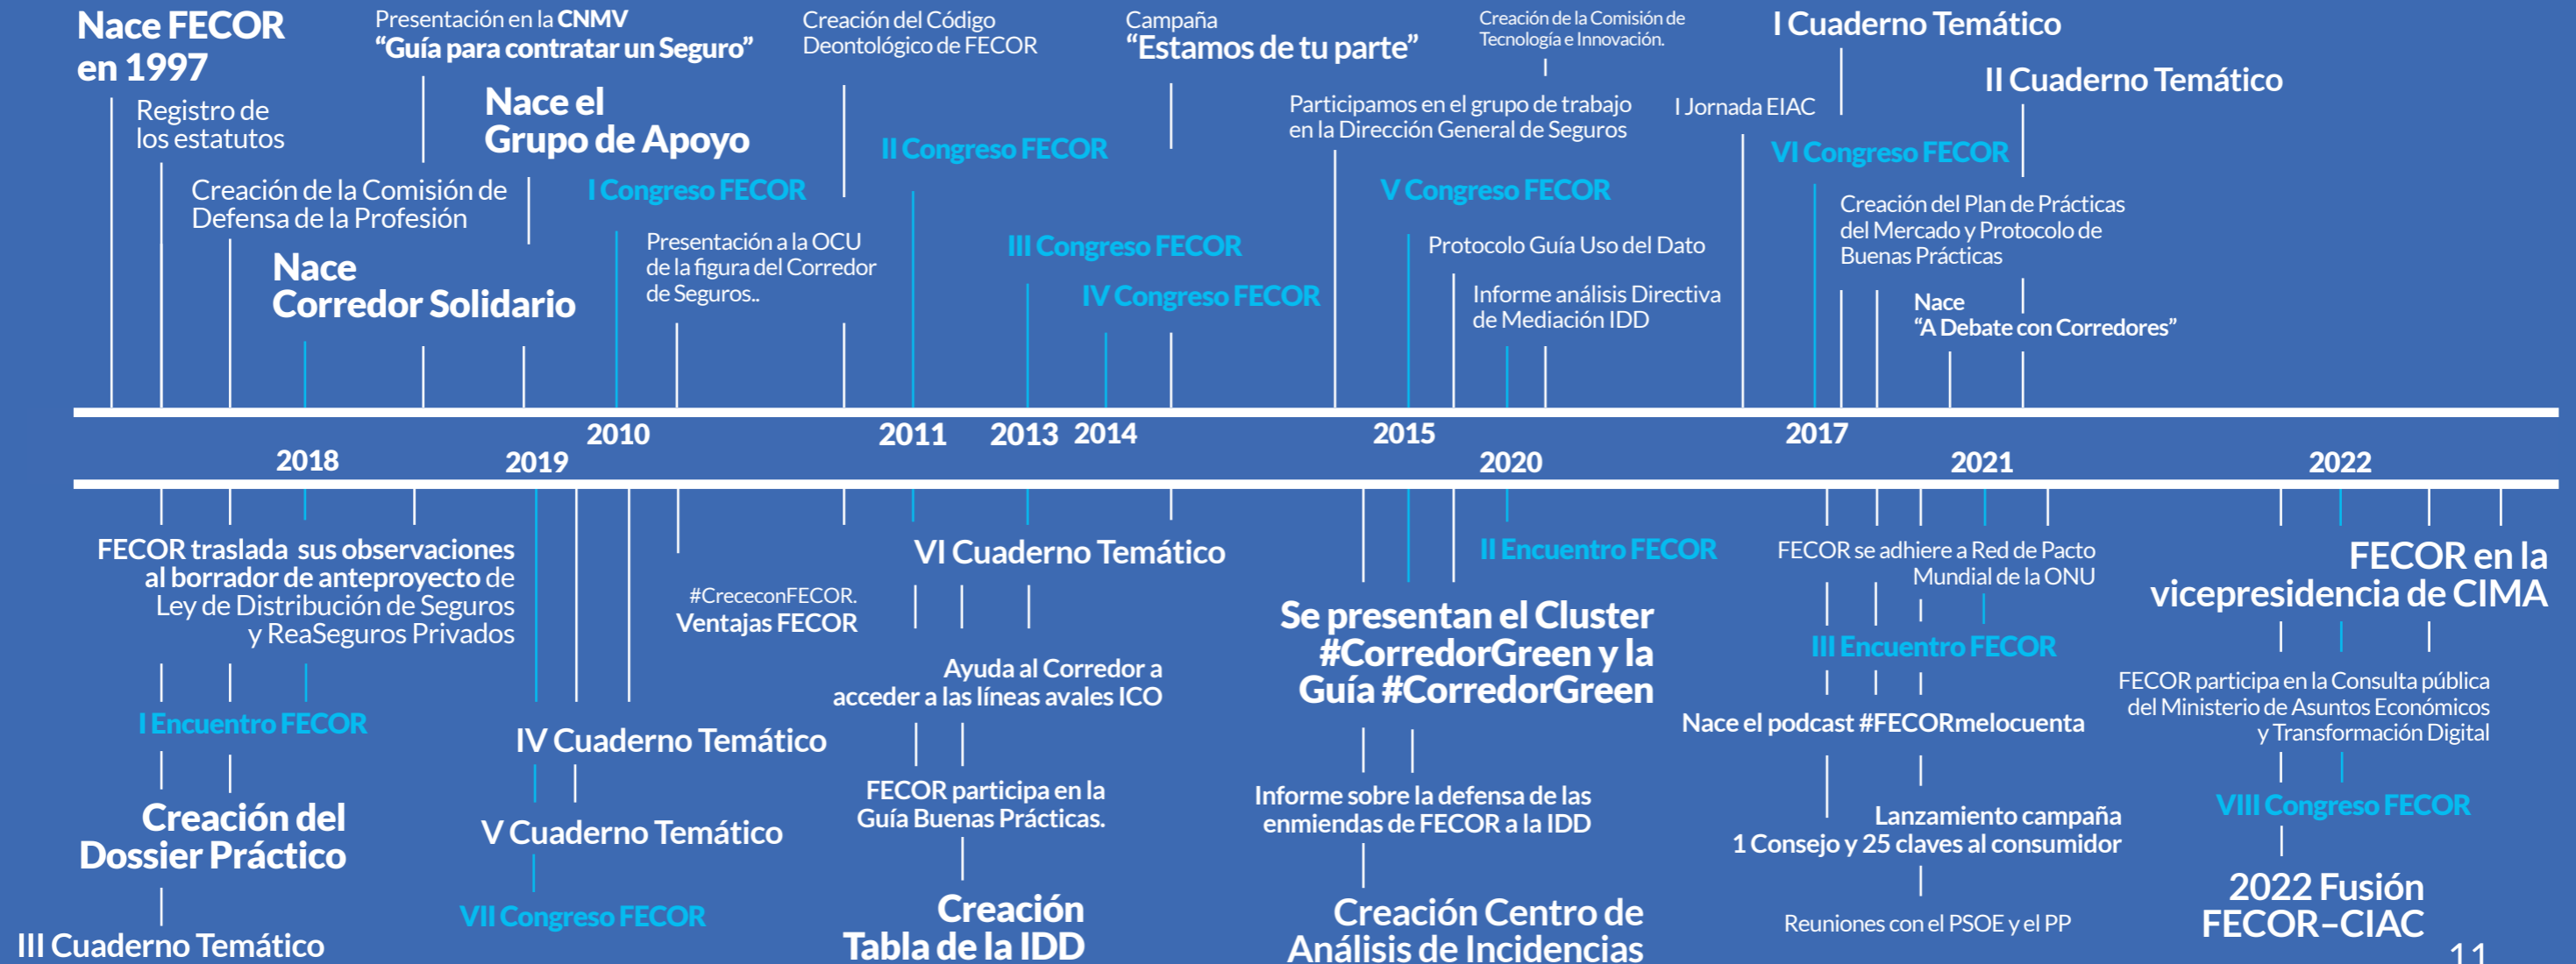 Nace FECOR
en 1997
Registro de
los estatutos
Creación de la Comisión de
Defensa de la Profesión
Nace
Corredor Solidario
Presentación en la CNMV
“Guía para contratar un Seguro”
Nace el
Grupo de Apoyo
I Congreso FECOR
Presentación a la OCU
de la figura del Corredor
de Seguros..
Creación del Código
Deontológico de FECOR
II Congreso FECOR
III Congreso FECOR
IV Congreso FECOR
Campaña
“Estamos de tu parte”
Participamos en el grupo de trabajo
en la Dirección General de Seguros
V Congreso FECOR
Protocolo Guía Uso del Dato
Informe análisis Directiva
de Mediación IDD
Creación de la Comisión de
Tecnología e Innovación.
I Jornada EIAC
VI Congreso FECOR
I Cuaderno Temático
Creación del Plan de Prácticas
del Mercado y Protocolo de
Buenas Prácticas
Nace
“A Debate con Corredores”
II Cuaderno Temático
2010
2011
2013
2014
2015
2017
2018
2019
2020
2021
2022
FECOR traslada sus observaciones
al borrador de anteproyecto de
Ley de Distribución de Seguros
y ReaSeguros Privados
I Encuentro FECOR
Creación del
Dossier Práctico
III Cuaderno Temático
#CrececonFECOR.
Ventajas FECOR
IV Cuaderno Temático
V Cuaderno Temático
VII Congreso FECOR
VI Cuaderno Temático
Ayuda al Corredor a
acceder a las líneas avales ICO
FECOR participa en la
Guía Buenas Prácticas.
Creación
Tabla de la IDD
II Encuentro FECOR
Se presentan el Cluster
#CorredorGreen y la
Guía #CorredorGreen
Informe sobre la defensa de las
enmiendas de FECOR a la IDD
Creación Centro de
Análisis de Incidencias
FECOR se adhiere a Red de Pacto
Mundial de la ONU
III Encuentro FECOR
Nace el podcast #FECORmelocuenta
Lanzamiento campaña
1 Consejo y 25 claves al consumidor
Reuniones con el PSOE y el PP
FECOR en la
vicepresidencia de CIMA
FECOR participa en la Consulta pública
del Ministerio de Asuntos Económicos
y Transformación Digital
VIII Congreso FECOR
2022 Fusión
FECOR–CIAC
11